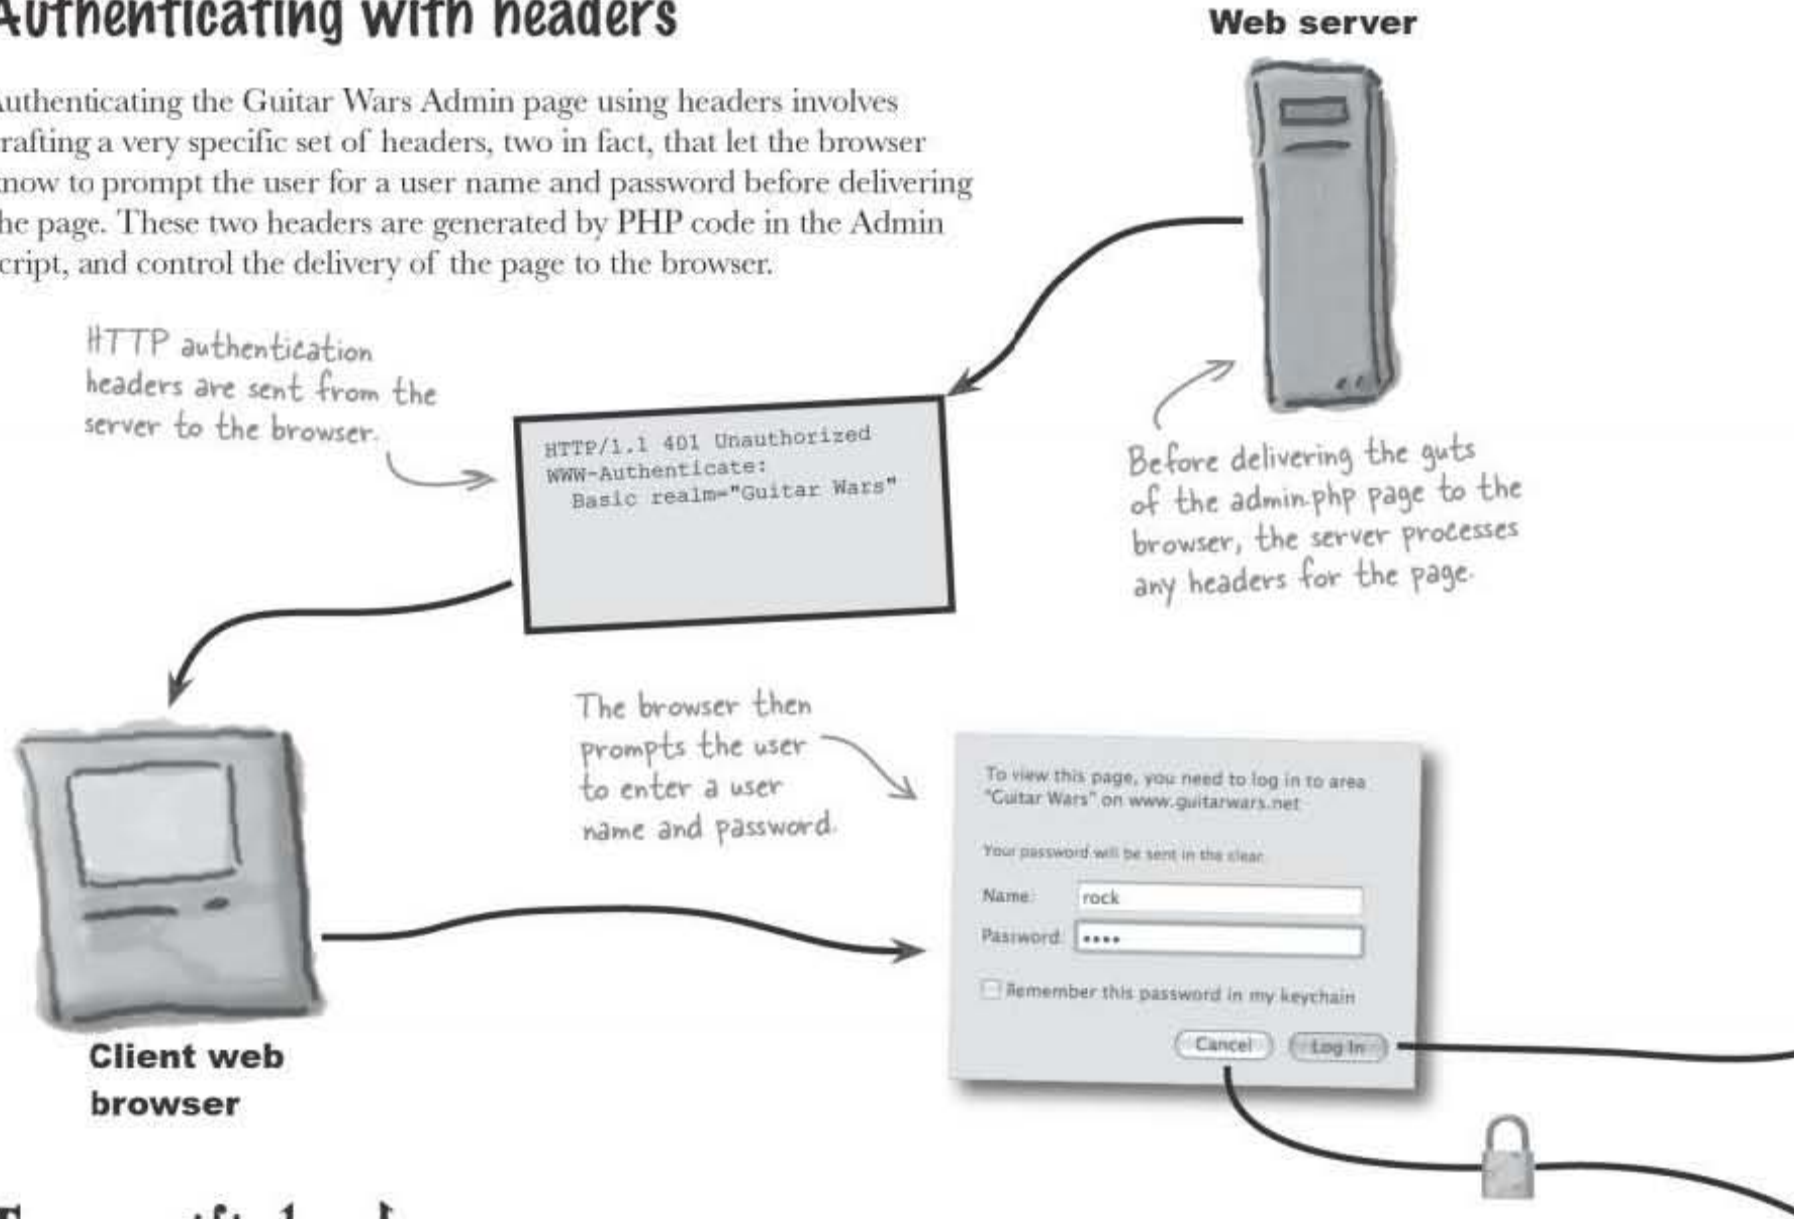 Authenticating with headers
Web server
Authenticating the Guitar Wars Admin page using headers involves
crafting a very specific set of headers, two in fact, that let the browser
know to prompt the user for a user name and password before delivering
the page. These two headers are generated by PHP code in the Admin
script, and control the delivery of the page to the browser.
HTTP authentication
headers are sent from the
server to the browser.
HTTP/1.1 401 Unauthorized
WWW-Authenticate:
Basic realm="Guitar Wars"
Before delivering the guts
of the admin.php page to the
browser, the server processes
any headers for the page.
The browser then
prompts the user
to enter a user
name and password.
To view this page, you need to log in to area
"Guitar Wars" on www.guitarwars.net
Your password will be sent in the clear.
Name: rock
Password: ••••
Remember this password in my keychain
Cancel Log In
Client web
browser